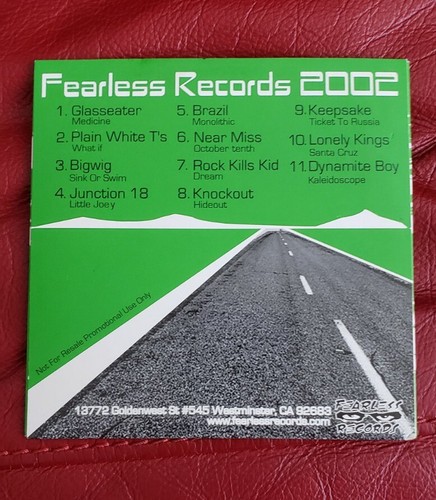 Fearless Records 2002
1. Glasseater
Medicine
2. Plain White T's
What if
3. Bigwig
Sink Or Swim
4. Junction 18
Little Joey
5. Brazil
Monolithic
6. Near Miss
October tenth
7. Rock Kills Kid
Dream
8. Knockout
Hideout
9. Keepsake
Ticket To Russia
10. Lonely Kings
Santa Cruz
11. Dynamite Boy
Kaleidoscope
Not For Resale Promotional Use Only
13772 Goldenwest St #545 Westminster, CA 92683
www.fearlessrecords.com
FEARLESS
RECORDS